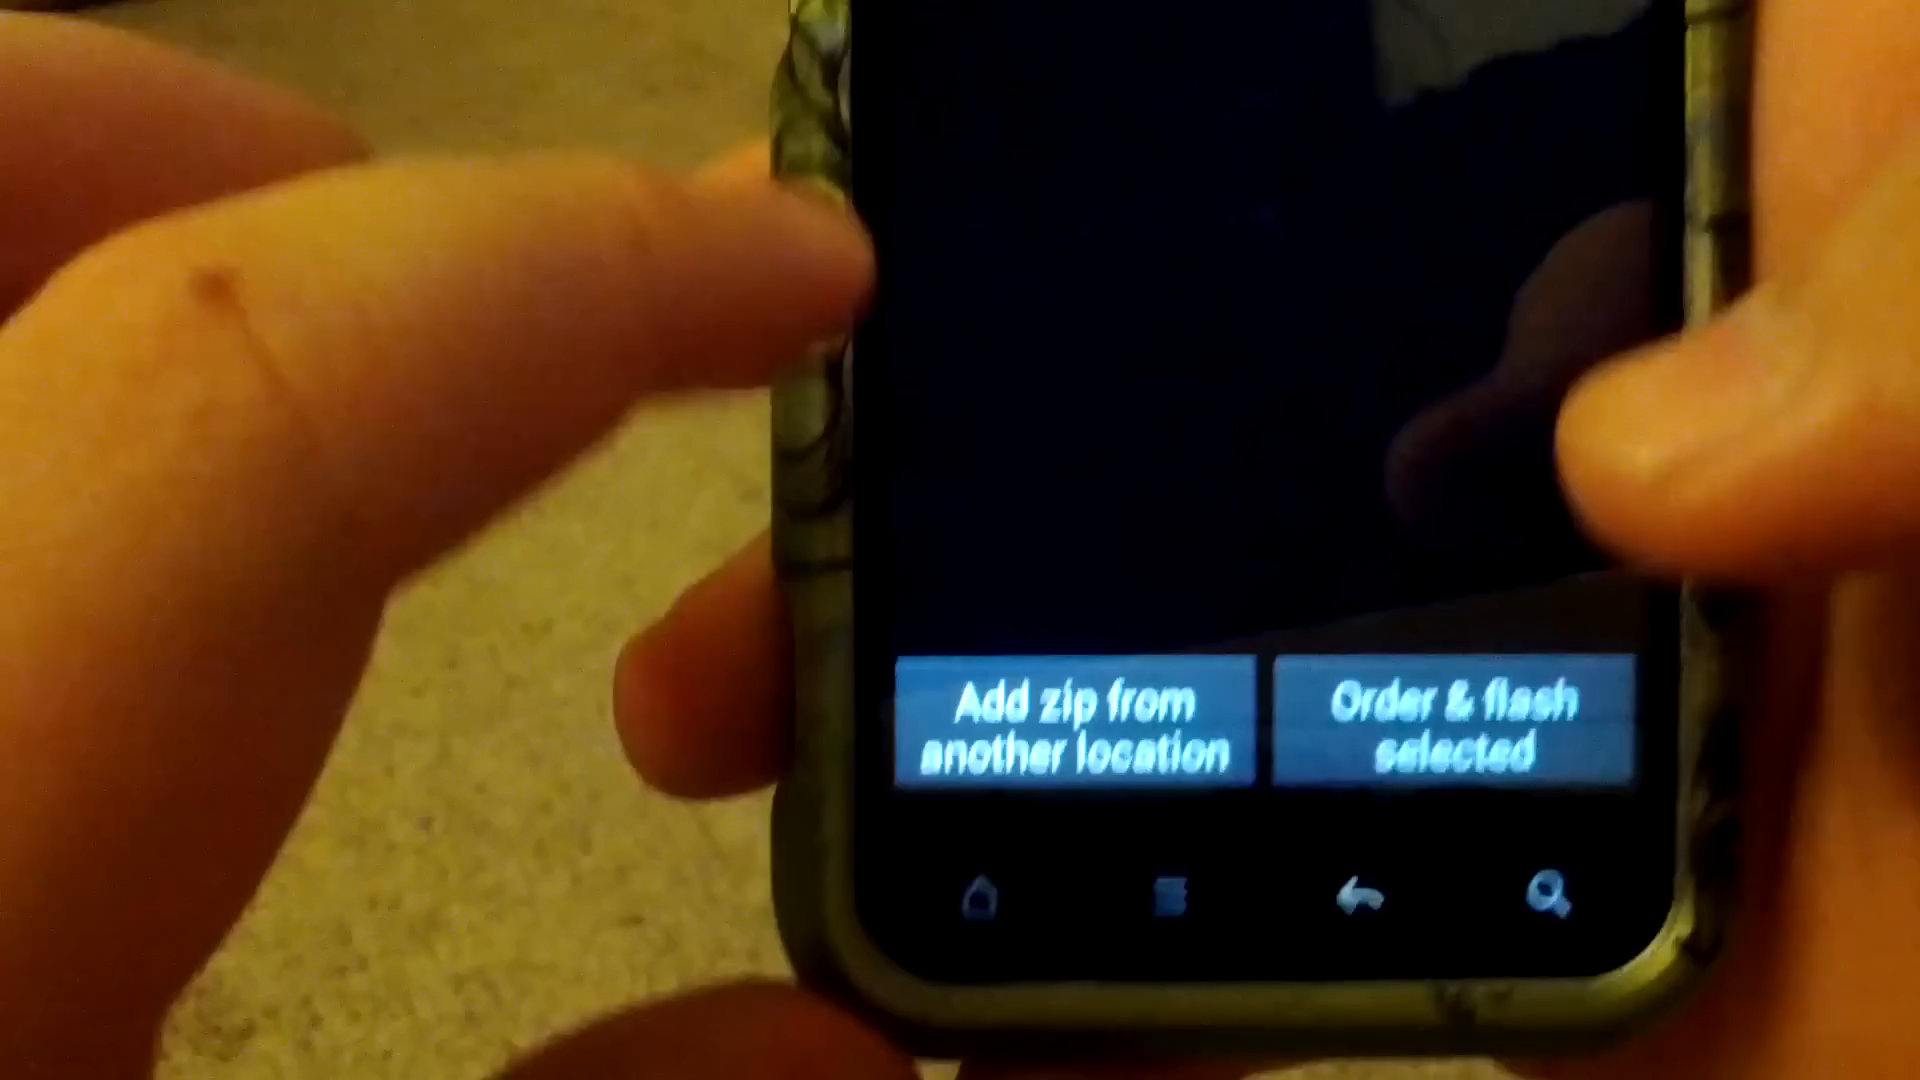 Add zip from
another location
Order & flash
selected